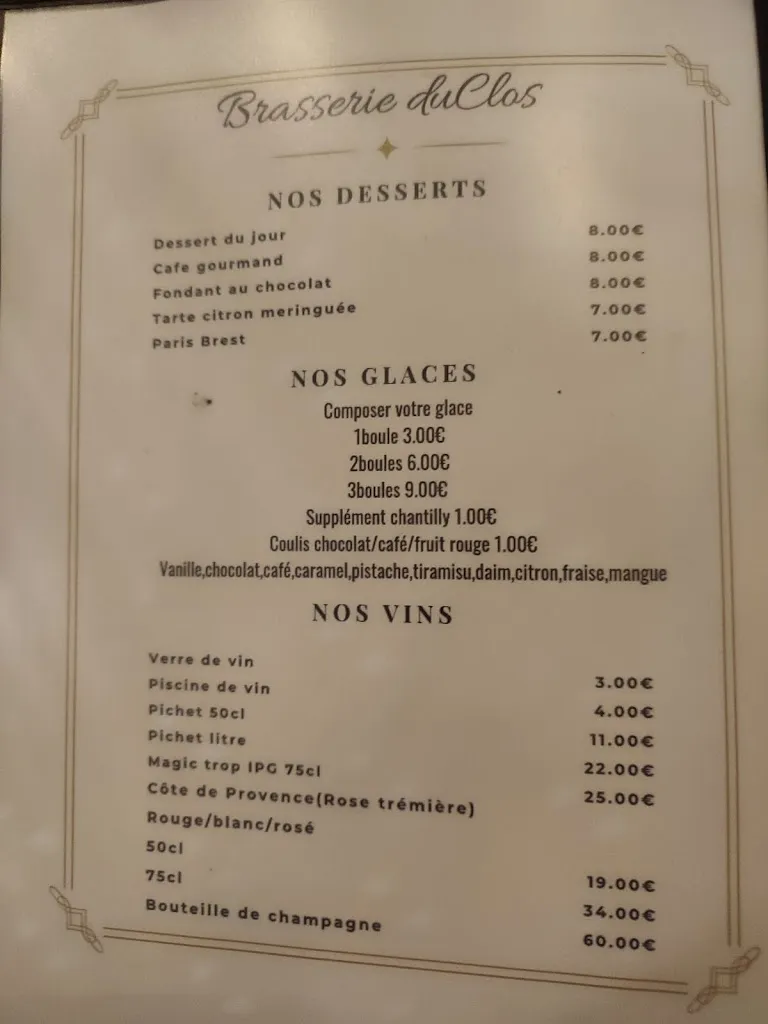 Brasserie duClos
NOS DESSERTS
Dessert du jour 8.00€
Cafe gourmand 8.00€
Fondant au chocolat 8.00€
Tarte citron meringuée 7.00€
Paris Brest 7.00€
NOS GLACES
Composer votre glace
1boule 3.00€
2boules 6.00€
3boules 9.00€
Supplément chantilly 1.00€
Coulis chocolat/café/fruit rouge 1.00€
Vanille,chocolat,café,caramel,pistache,tiramisu,daim,citron,fraise,mangue
NOS VINS
Verre de vin 3.00€
Piscine de vin 4.00€
Pichet 50cl 11.00€
Pichet litre 22.00€
Magic trop IPG 75cl 25.00€
Côte de Provence(Rose trémière)
Rouge/blanc/rosé
50cl 19.00€
75cl 34.00€
Bouteille de champagne 60.00€